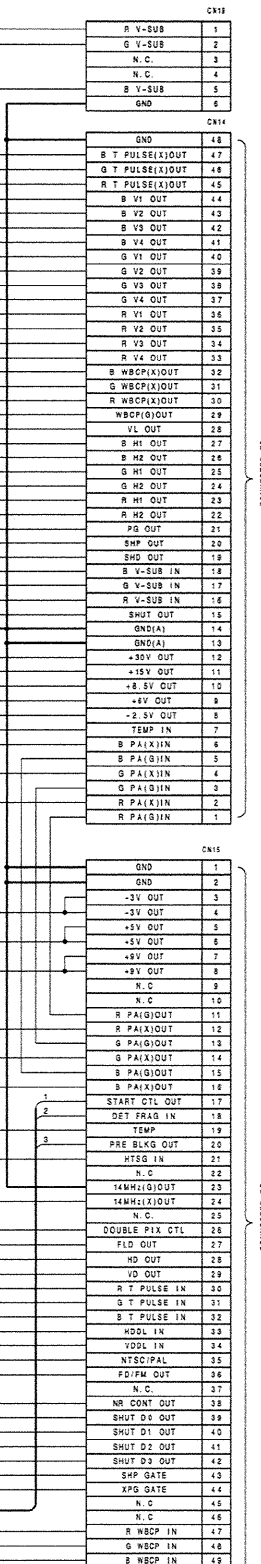 CN19
R V-SUB 1
G V-SUB 2
N.C. 3
N.C. 4
B V-SUB 5
GND 6
CN14
GND 48
B T PULSE(X)OUT 47
G T PULSE(X)OUT 46
R T PULSE(X)OUT 45
B V1 OUT 44
B V2 OUT 43
B V3 OUT 42
B V4 OUT 41
G V1 OUT 40
G V2 OUT 39
G V3 OUT 38
G V4 OUT 37
R V1 OUT 36
R V2 OUT 35
R V3 OUT 34
R V4 OUT 33
B WBCP(X)OUT 32
G WBCP(X)OUT 31
R WBCP(X)OUT 30
WBCP(G)OUT 29
VL OUT 28
B H1 OUT 27
B H2 OUT 26
G H1 OUT 25
G H2 OUT 24
R H1 OUT 23
R H2 OUT 22
PG OUT 21
SHP OUT 20
SHD OUT 19
B V-SUB IN 18
G V-SUB IN 17
R V-SUB IN 16
SHUT OUT 15
GND(A) 14
GND(A) 13
+30V OUT 12
+15V OUT 11
+8.5V OUT 10
+6V OUT 9
-2.5V OUT 8
TEMP IN 7
B PA(X)IN 6
B PA(G)IN 5
G PA(X)IN 4
G PA(G)IN 3
R PA(X)IN 2
R PA(G)IN 1
CN15
GND 1
GND 2
-3V OUT 3
-3V OUT 4
+5V OUT 5
+5V OUT 6
+9V OUT 7
+9V OUT 8
N.C 9
N.C 10
R PA(G)OUT 11
R PA(X)OUT 12
G PA(G)OUT 13
G PA(X)OUT 14
B PA(G)OUT 15
B PA(X)OUT 16
1 START CTL OUT 17
2 DET FRAG IN 18
TEMP 19
3 PRE BLKG OUT 20
HTSG IN 21
N.C 22
14MHz(G)OUT 23
14MHz(X)OUT 24
N.C. 25
DOUBLE PIX CTL 26
FLD OUT 27
HD OUT 28
VD OUT 29
R T PULSE IN 30
G T PULSE IN 31
B T PULSE IN 32
HDDL IN 33
VDDL IN 34
NTSC/PAL 35
FD/FM OUT 36
N.C. 37
NR CONT OUT 38
SHUT D0 OUT 39
SHUT D1 OUT 40
SHUT D2 OUT 41
SHUT D3 OUT 42
SHP GATE 43
XPG GATE 44
N.C 45
N.C 46
R WBCP IN 47
G WBCP IN 48
B WBCP IN 49